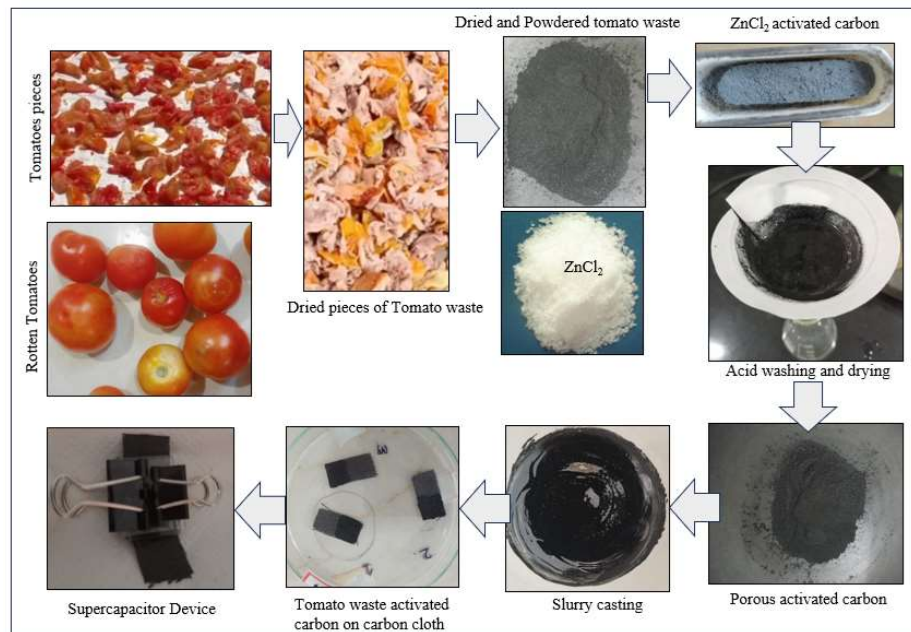 Dried and Powdered tomato waste
ZnCl₂ activated carbon
Tomatoes pieces
Rotten Tomatoes
Dried pieces of Tomato waste
ZnCl₂
Acid washing and drying
Supercapacitor Device
Tomato waste activated
carbon on carbon cloth
Slurry casting
Porous activated carbon